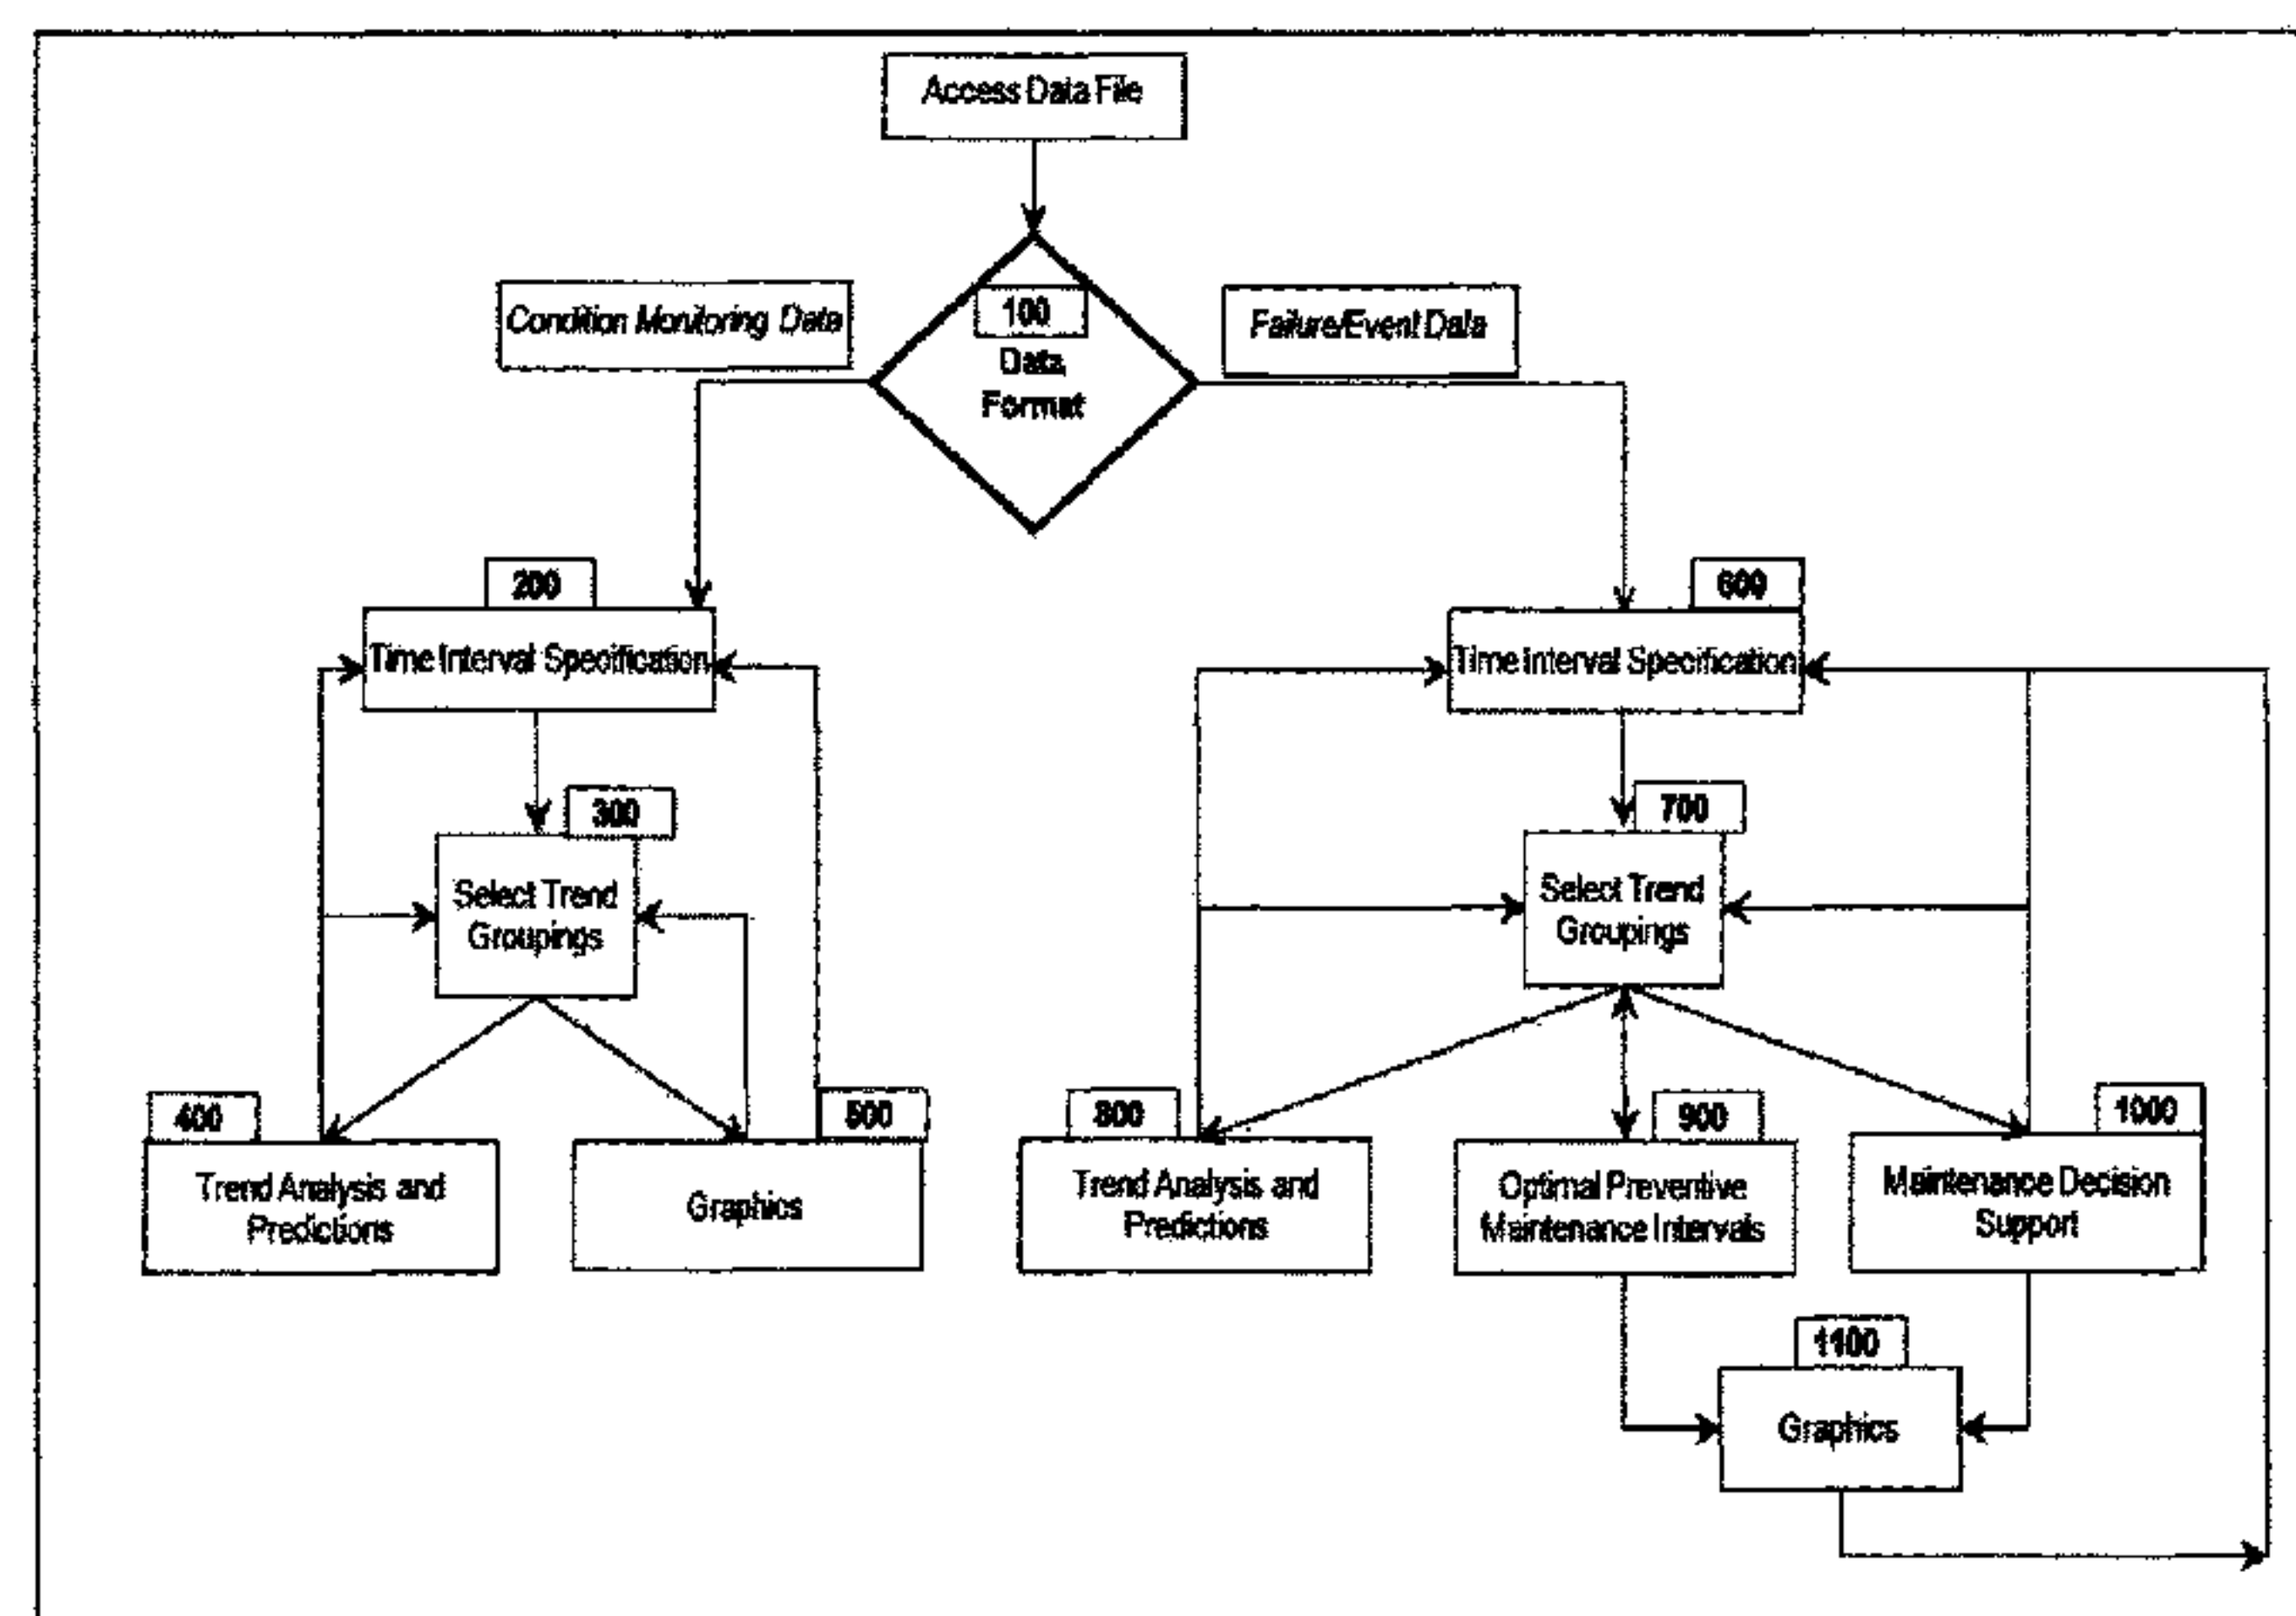 Access Data File
Condition Monitoring Data
100
Data
Format
Failure/Event Data
200
Time Interval Specification
600
Time Interval Specification
300
Select Trend
Groupings
700
Select Trend
Groupings
400
Trend Analysis and
Predictions
500
Graphics
800
Trend Analysis and
Predictions
900
Optimal Preventive
Maintenance Intervals
1000
Maintenance Decision
Support
1100
Graphics